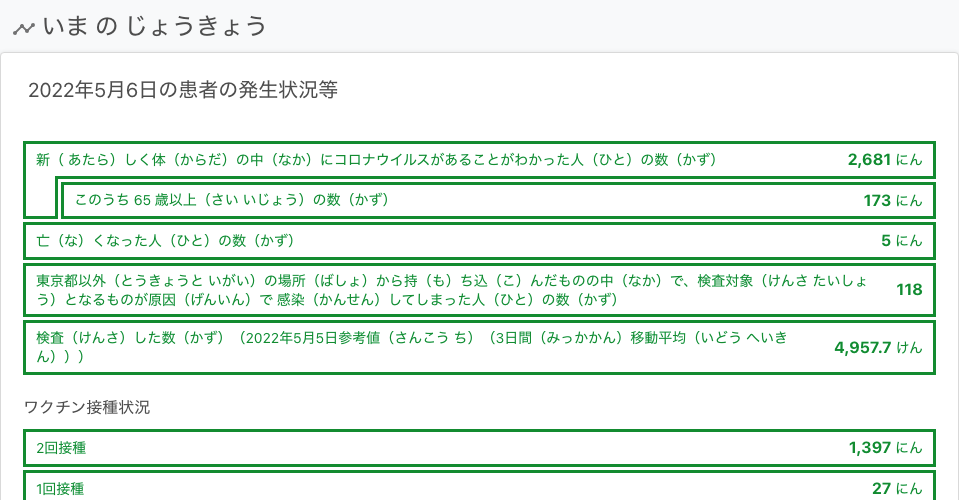 いま の じょうきょう
2022年5月6日の患者の発生状況等
新（ あたら）しく体（からだ）の中（なか）にコロナウイルスがあることがわかった人（ひと）の数（かず） 2,681 にん
このうち 65 歳以上（さい いじょう）の数（かず） 173 にん
亡（な）くなった人（ひと）の数（かず） 5 にん
東京都以外（とうきょうと いがい）の場所（ばしょ）から持（も）ち込（こ）んだものの中（なか）で、検査対象（けんさ たいしょ
う）となるものが原因（げんいん）で 感染（かんせん）してしまった人（ひと）の数（かず） 118
検査（けんさ）した数（かず）（2022年5月5日参考値（さんこう ち）（3日間（みっかかん）移動平均（いどう へいき
ん））） 4,957.7 けん
ワクチン接種状況
2回接種 1,397 にん
1回接種 27 にん